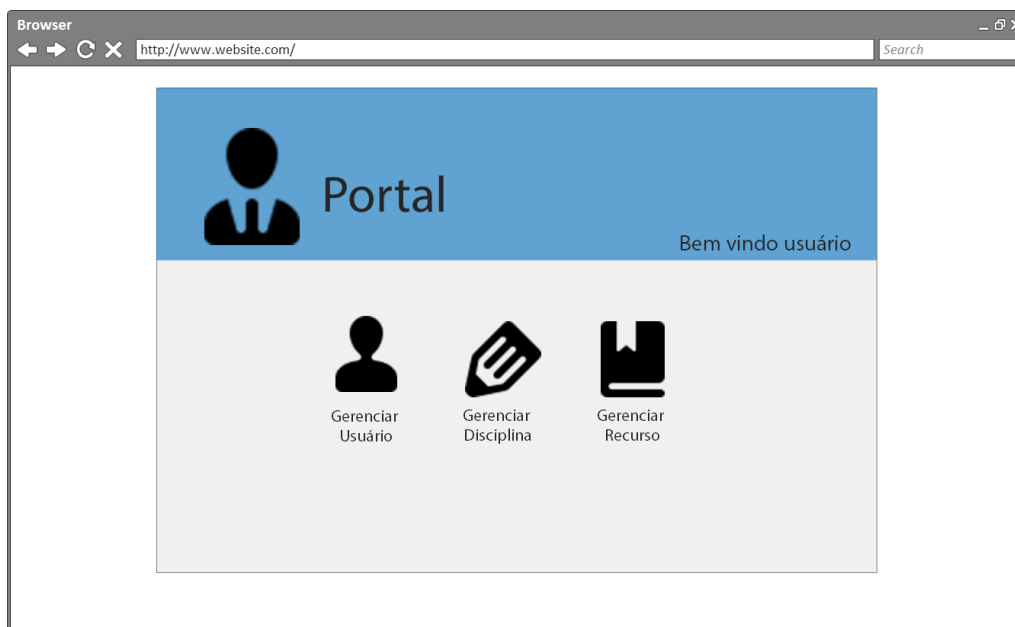 Browser
http://www.website.com/
Search
Portal
Bem vindo usuário
Gerenciar
Usuário
Gerenciar
Disciplina
Gerenciar
Recurso